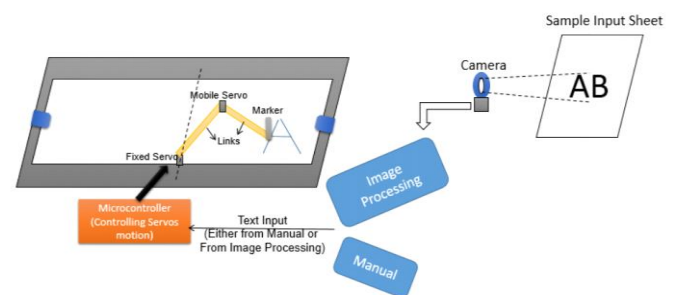 Sample Input Sheet
Camera
AB
Mobile Servo
Marker
Links
Fixed Servo
Image
Processing
Microcontroller
(Controlling Servos
motion)
Text Input
(Either from Manual or
From Image Processing)
Manual